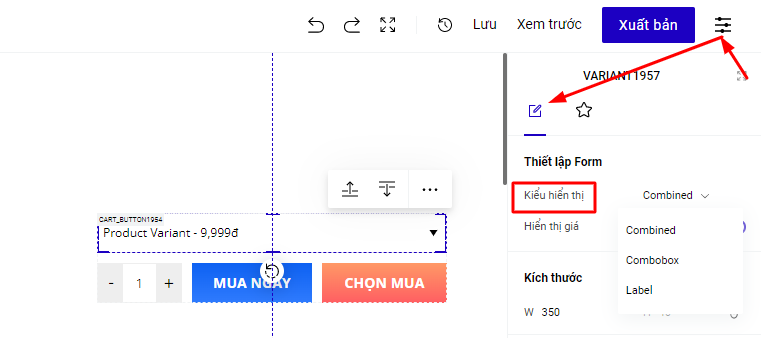 Lưu Xem trước Xuất bản
VARIANT1957
Thiết lập Form
Kiểu hiển thị Combined
CART_BUTTON1954
Product Variant - 9,999đ
Hiển thị giá
Combined
Combobox
Kích thước
- 1 + MUA NGAY CHỌN MUA
Label
W 350